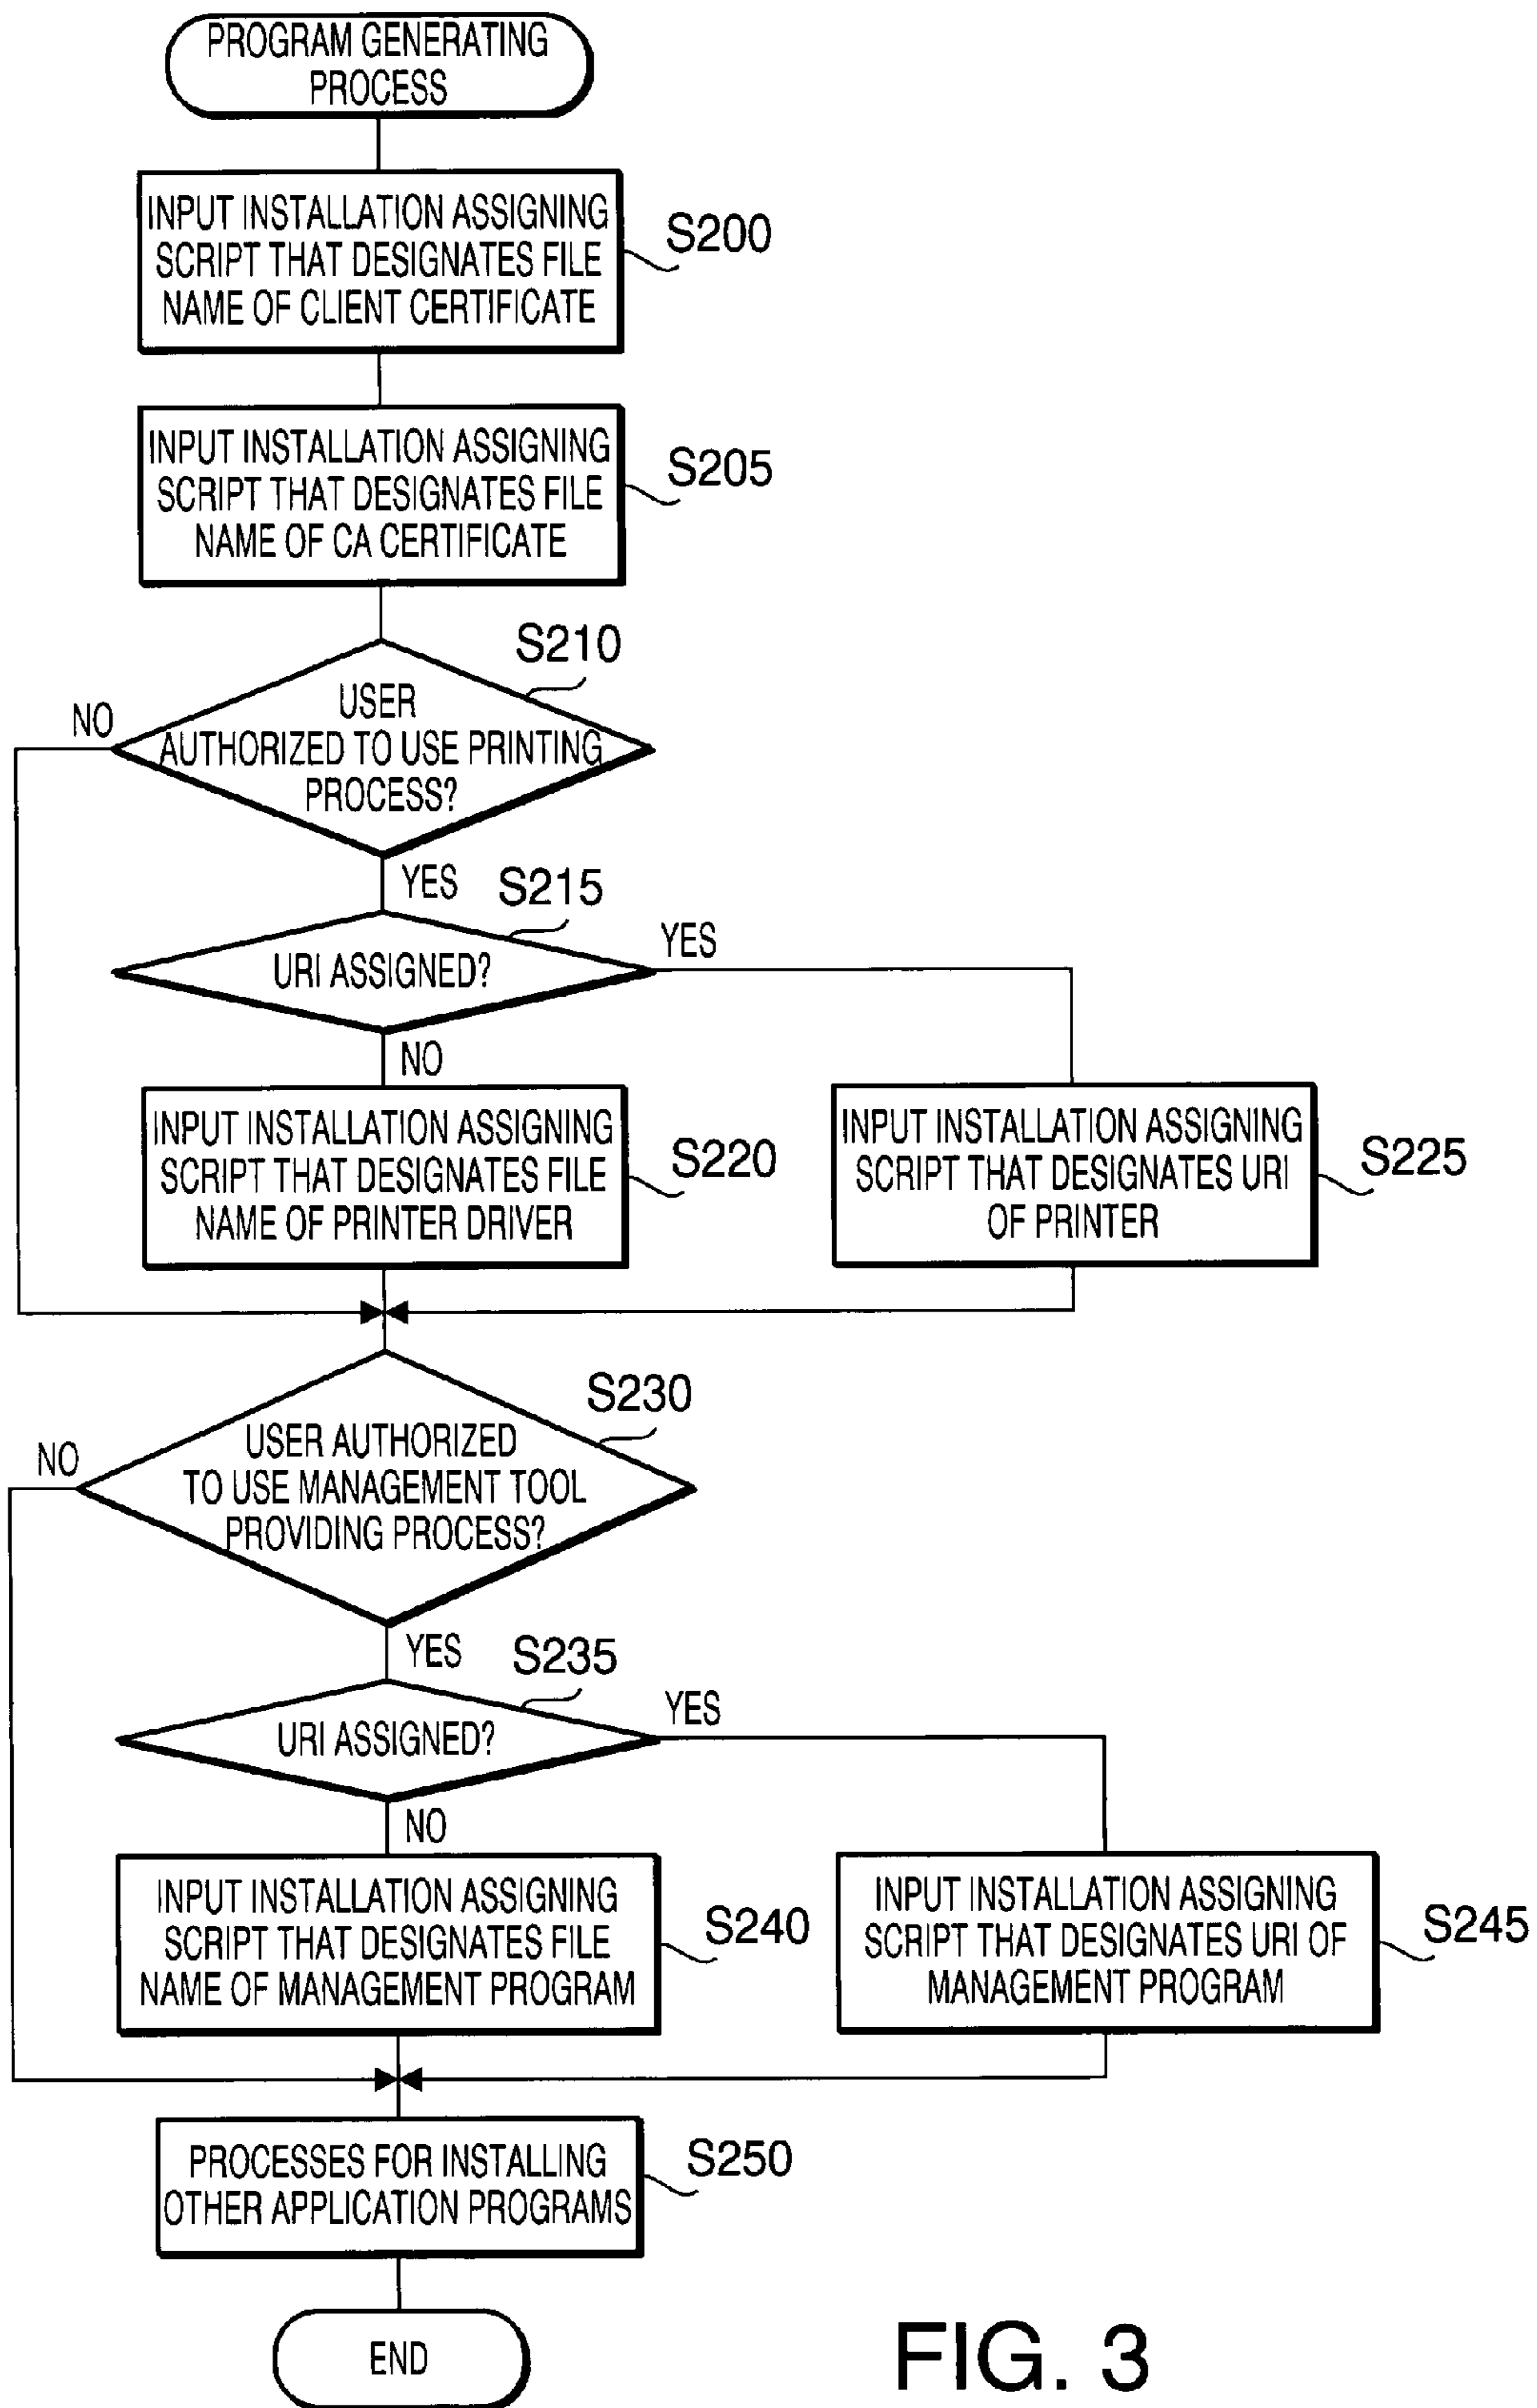 PROGRAM GENERATING
PROCESS
INPUT INSTALLATION ASSIGNING
SCRIPT THAT DESIGNATES FILE
NAME OF CLIENT CERTIFICATE
S200
INPUT INSTALLATION ASSIGNING
SCRIPT THAT DESIGNATES FILE
NAME OF CA CERTIFICATE
S205
S210
USER
AUTHORIZED TO USE PRINTING
PROCESS?
NO
YES
S215
URI ASSIGNED?
YES
NO
INPUT INSTALLATION ASSIGNING
SCRIPT THAT DESIGNATES FILE
NAME OF PRINTER DRIVER
S220
INPUT INSTALLATION ASSIGNING
SCRIPT THAT DESIGNATES URI
OF PRINTER
S225
S230
USER AUTHORIZED
TO USE MANAGEMENT TOOL
PROVIDING PROCESS?
NO
YES
S235
URI ASSIGNED?
YES
NO
INPUT INSTALLATION ASSIGNING
SCRIPT THAT DESIGNATES FILE
NAME OF MANAGEMENT PROGRAM
S240
INPUT INSTALLATION ASSIGNING
SCRIPT THAT DESIGNATES URI OF
MANAGEMENT PROGRAM
S245
PROCESSES FOR INSTALLING
OTHER APPLICATION PROGRAMS
S250
END
FIG. 3